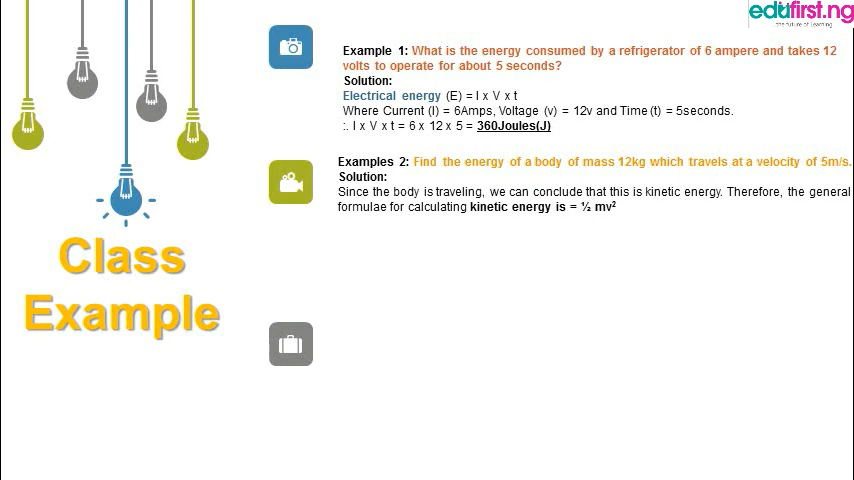 edufirst.ng
the future of Learning
Example 1: What is the energy consumed by a refrigerator of 6 ampere and takes 12
volts to operate for about 5 seconds?
Solution:
Electrical energy (E) = I x V x t
Where Current (I) = 6Amps, Voltage (v) = 12v and Time (t) = 5seconds.
:. I x V x t = 6 x 12 x 5 = 360Joules(J)
Examples 2: Find the energy of a body of mass 12kg which travels at a velocity of 5m/s.
Solution:
Since the body is traveling, we can conclude that this is kinetic energy. Therefore, the general
formulae for calculating kinetic energy is = ½ mv²
Class
Example